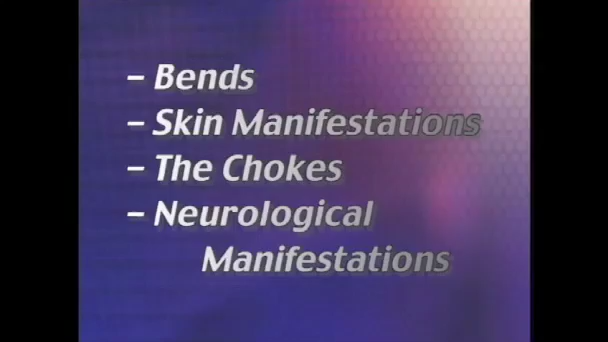 – Bends
– Skin Manifestations
– The Chokes
– Neurological
Manifestations